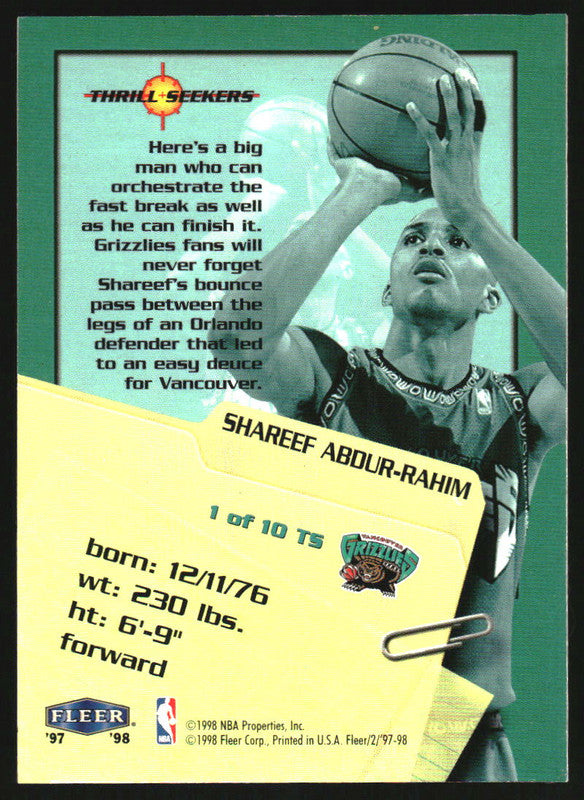 SPALDING
THRILL SEEKERS
Here's a big
man who can
orchestrate the
fast break as well
as he can finish it.
Grizzlies fans will
never forget
Shareef's bounce
pass between the
legs of an Orlando
defender that led
to an easy deuce
for Vancouver.
SHAREEF ABDUR-RAHIM
1 of 10 TS
VANCOUVER
GRIZZLIES
born: 12/11/76
wt: 230 lbs.
ht: 6'-9"
forward
FLEER®
'97 '98
NBA
©1998 NBA Properties, Inc.
©1998 Fleer Corp., Printed in U.S.A. Fleer/2/'97-98